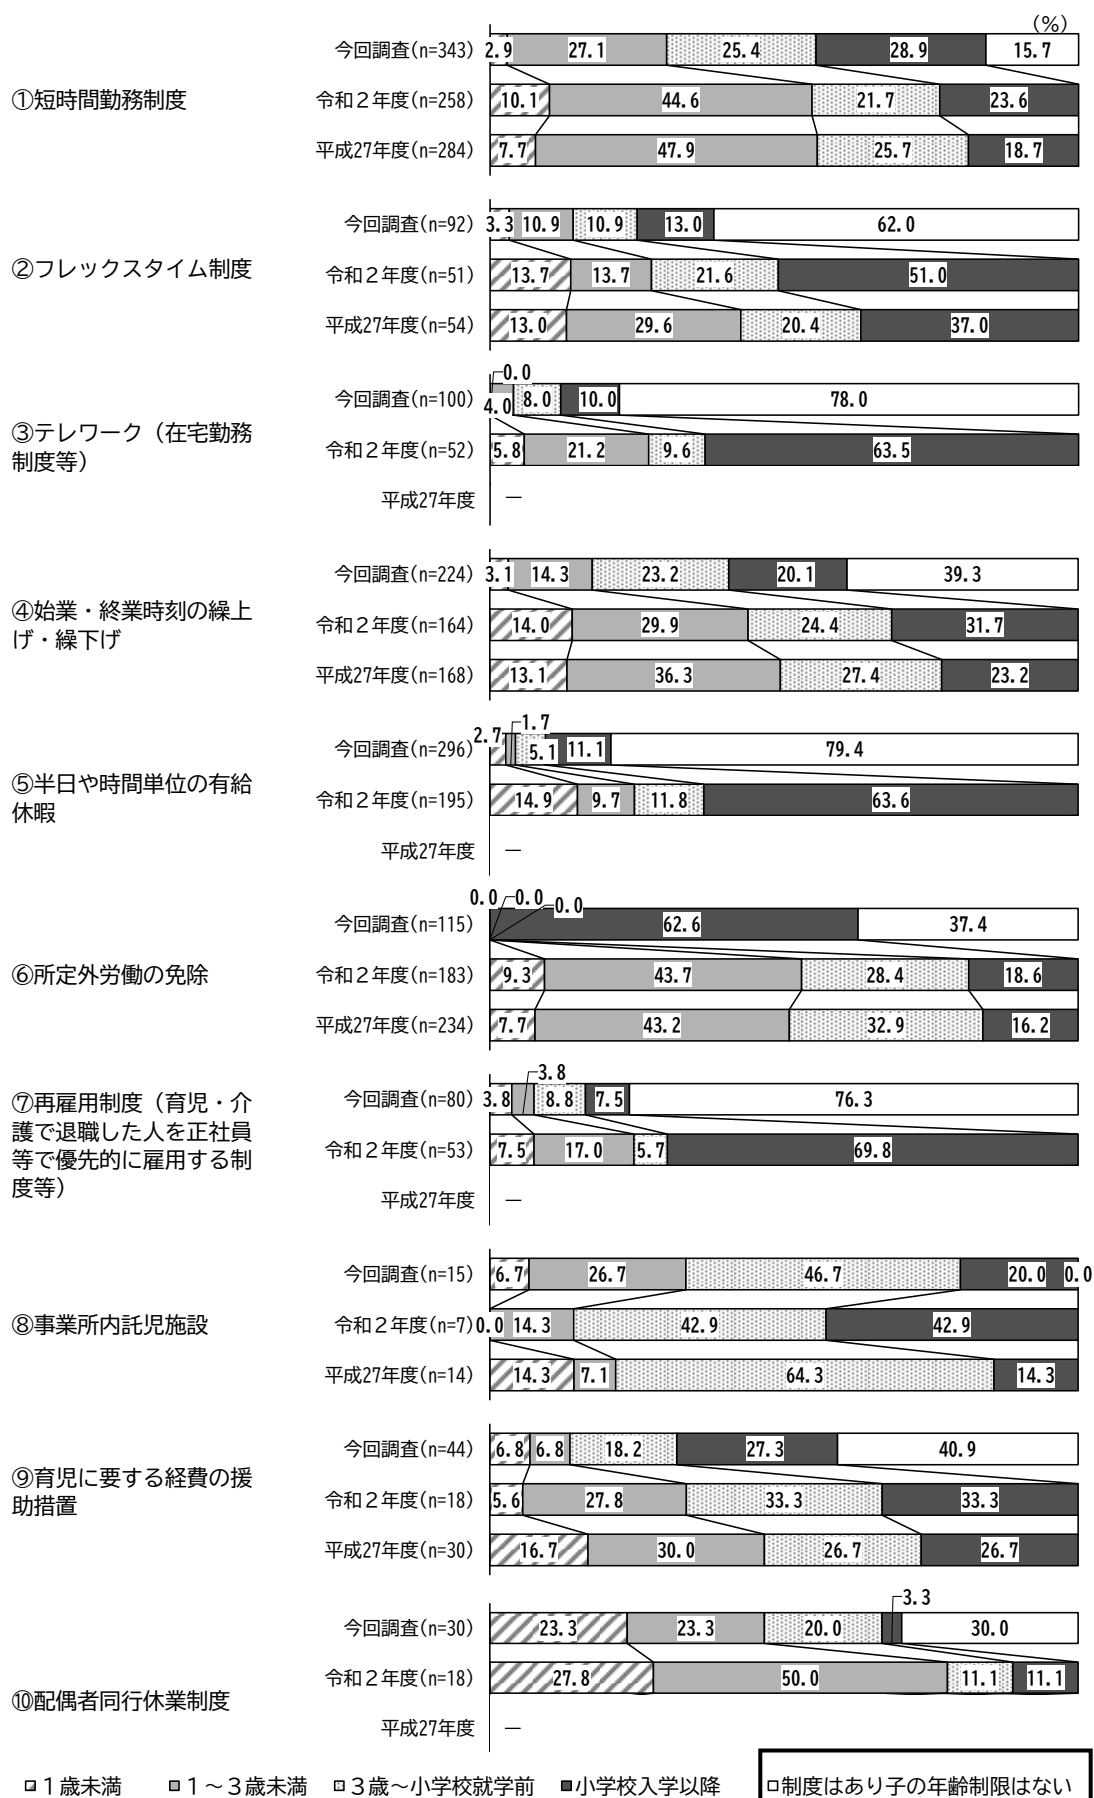 (%)
①短時間勤務制度
今回調査(n=343) 2.9 27.1 25.4 28.9 15.7
令和２年度(n=258) 10.1 44.6 21.7 23.6
平成27年度(n=284) 7.7 47.9 25.7 18.7
②フレックスタイム制度
今回調査(n=92) 3.3 10.9 10.9 13.0 62.0
令和２年度(n=51) 13.7 13.7 21.6 51.0
平成27年度(n=54) 13.0 29.6 20.4 37.0
③テレワーク（在宅勤務
制度等）
0.0
今回調査(n=100) 4.0 8.0 10.0 78.0
令和２年度(n=52) 5.8 21.2 9.6 63.5
平成27年度 －
④始業・終業時刻の繰上
げ・繰下げ
今回調査(n=224) 3.1 14.3 23.2 20.1 39.3
令和２年度(n=164) 14.0 29.9 24.4 31.7
平成27年度(n=168) 13.1 36.3 27.4 23.2
⑤半日や時間単位の有給
休暇
今回調査(n=296) 2.7 1.7 5.1 11.1 79.4
令和２年度(n=195) 14.9 9.7 11.8 63.6
平成27年度 －
⑥所定外労働の免除
0.0 0.0 0.0
今回調査(n=115) 62.6 37.4
令和２年度(n=183) 9.3 43.7 28.4 18.6
平成27年度(n=234) 7.7 43.2 32.9 16.2
⑦再雇用制度（育児・介
護で退職した人を正社員
等で優先的に雇用する制
度等）
今回調査(n=80) 3.8 3.8 8.8 7.5 76.3
令和２年度(n=53) 7.5 17.0 5.7 69.8
平成27年度 －
⑧事業所内託児施設
今回調査(n=15) 6.7 26.7 46.7 20.0 0.0
令和２年度(n=7) 0.0 14.3 42.9 42.9
平成27年度(n=14) 14.3 7.1 64.3 14.3
⑨育児に要する経費の援
助措置
今回調査(n=44) 6.8 6.8 18.2 27.3 40.9
令和２年度(n=18) 5.6 27.8 33.3 33.3
平成27年度(n=30) 16.7 30.0 26.7 26.7
⑩配偶者同行休業制度
今回調査(n=30) 23.3 23.3 20.0 3.3 30.0
令和２年度(n=18) 27.8 50.0 11.1 11.1
平成27年度 －
１歳未満 １～３歳未満 ３歳～小学校就学前 小学校入学以降 制度はあり子の年齢制限はない